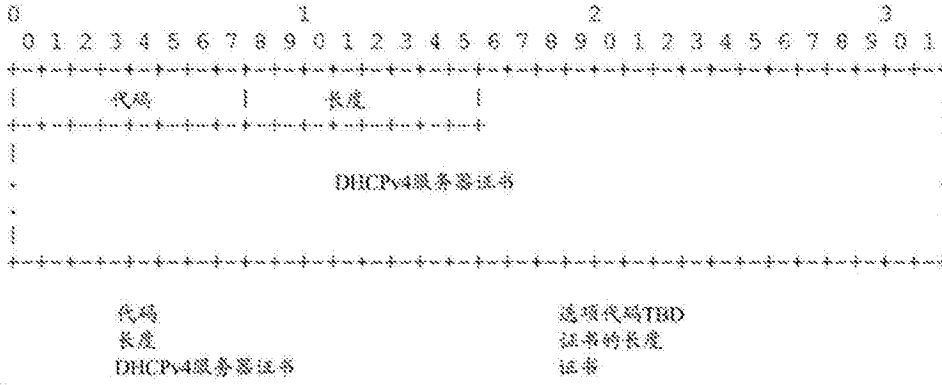 0 1 2 3
0 1 2 3 4 5 6 7 8 9 0 1 2 3 4 5 6 7 8 9 0 1 2 3 4 5 6 7 8 9 0 1
+-+-+-+-+-+-+-+-+-+-+-+-+-+-+-+-+-+-+-+-+-+-+-+-+-+-+-+-+-+-+-+-+
| 代码 | 长度 |
+-+-+-+-+-+-+-+-+-+-+-+-+-+-+-+-+
DHCPv4服务器证书
+-+-+-+-+-+-+-+-+-+-+-+-+-+-+-+-+-+-+-+-+-+-+-+-+-+-+-+-+-+-+-+-+
代码 选项代码TBD
长度 证书的长度
DHCPv4服务器证书 证书